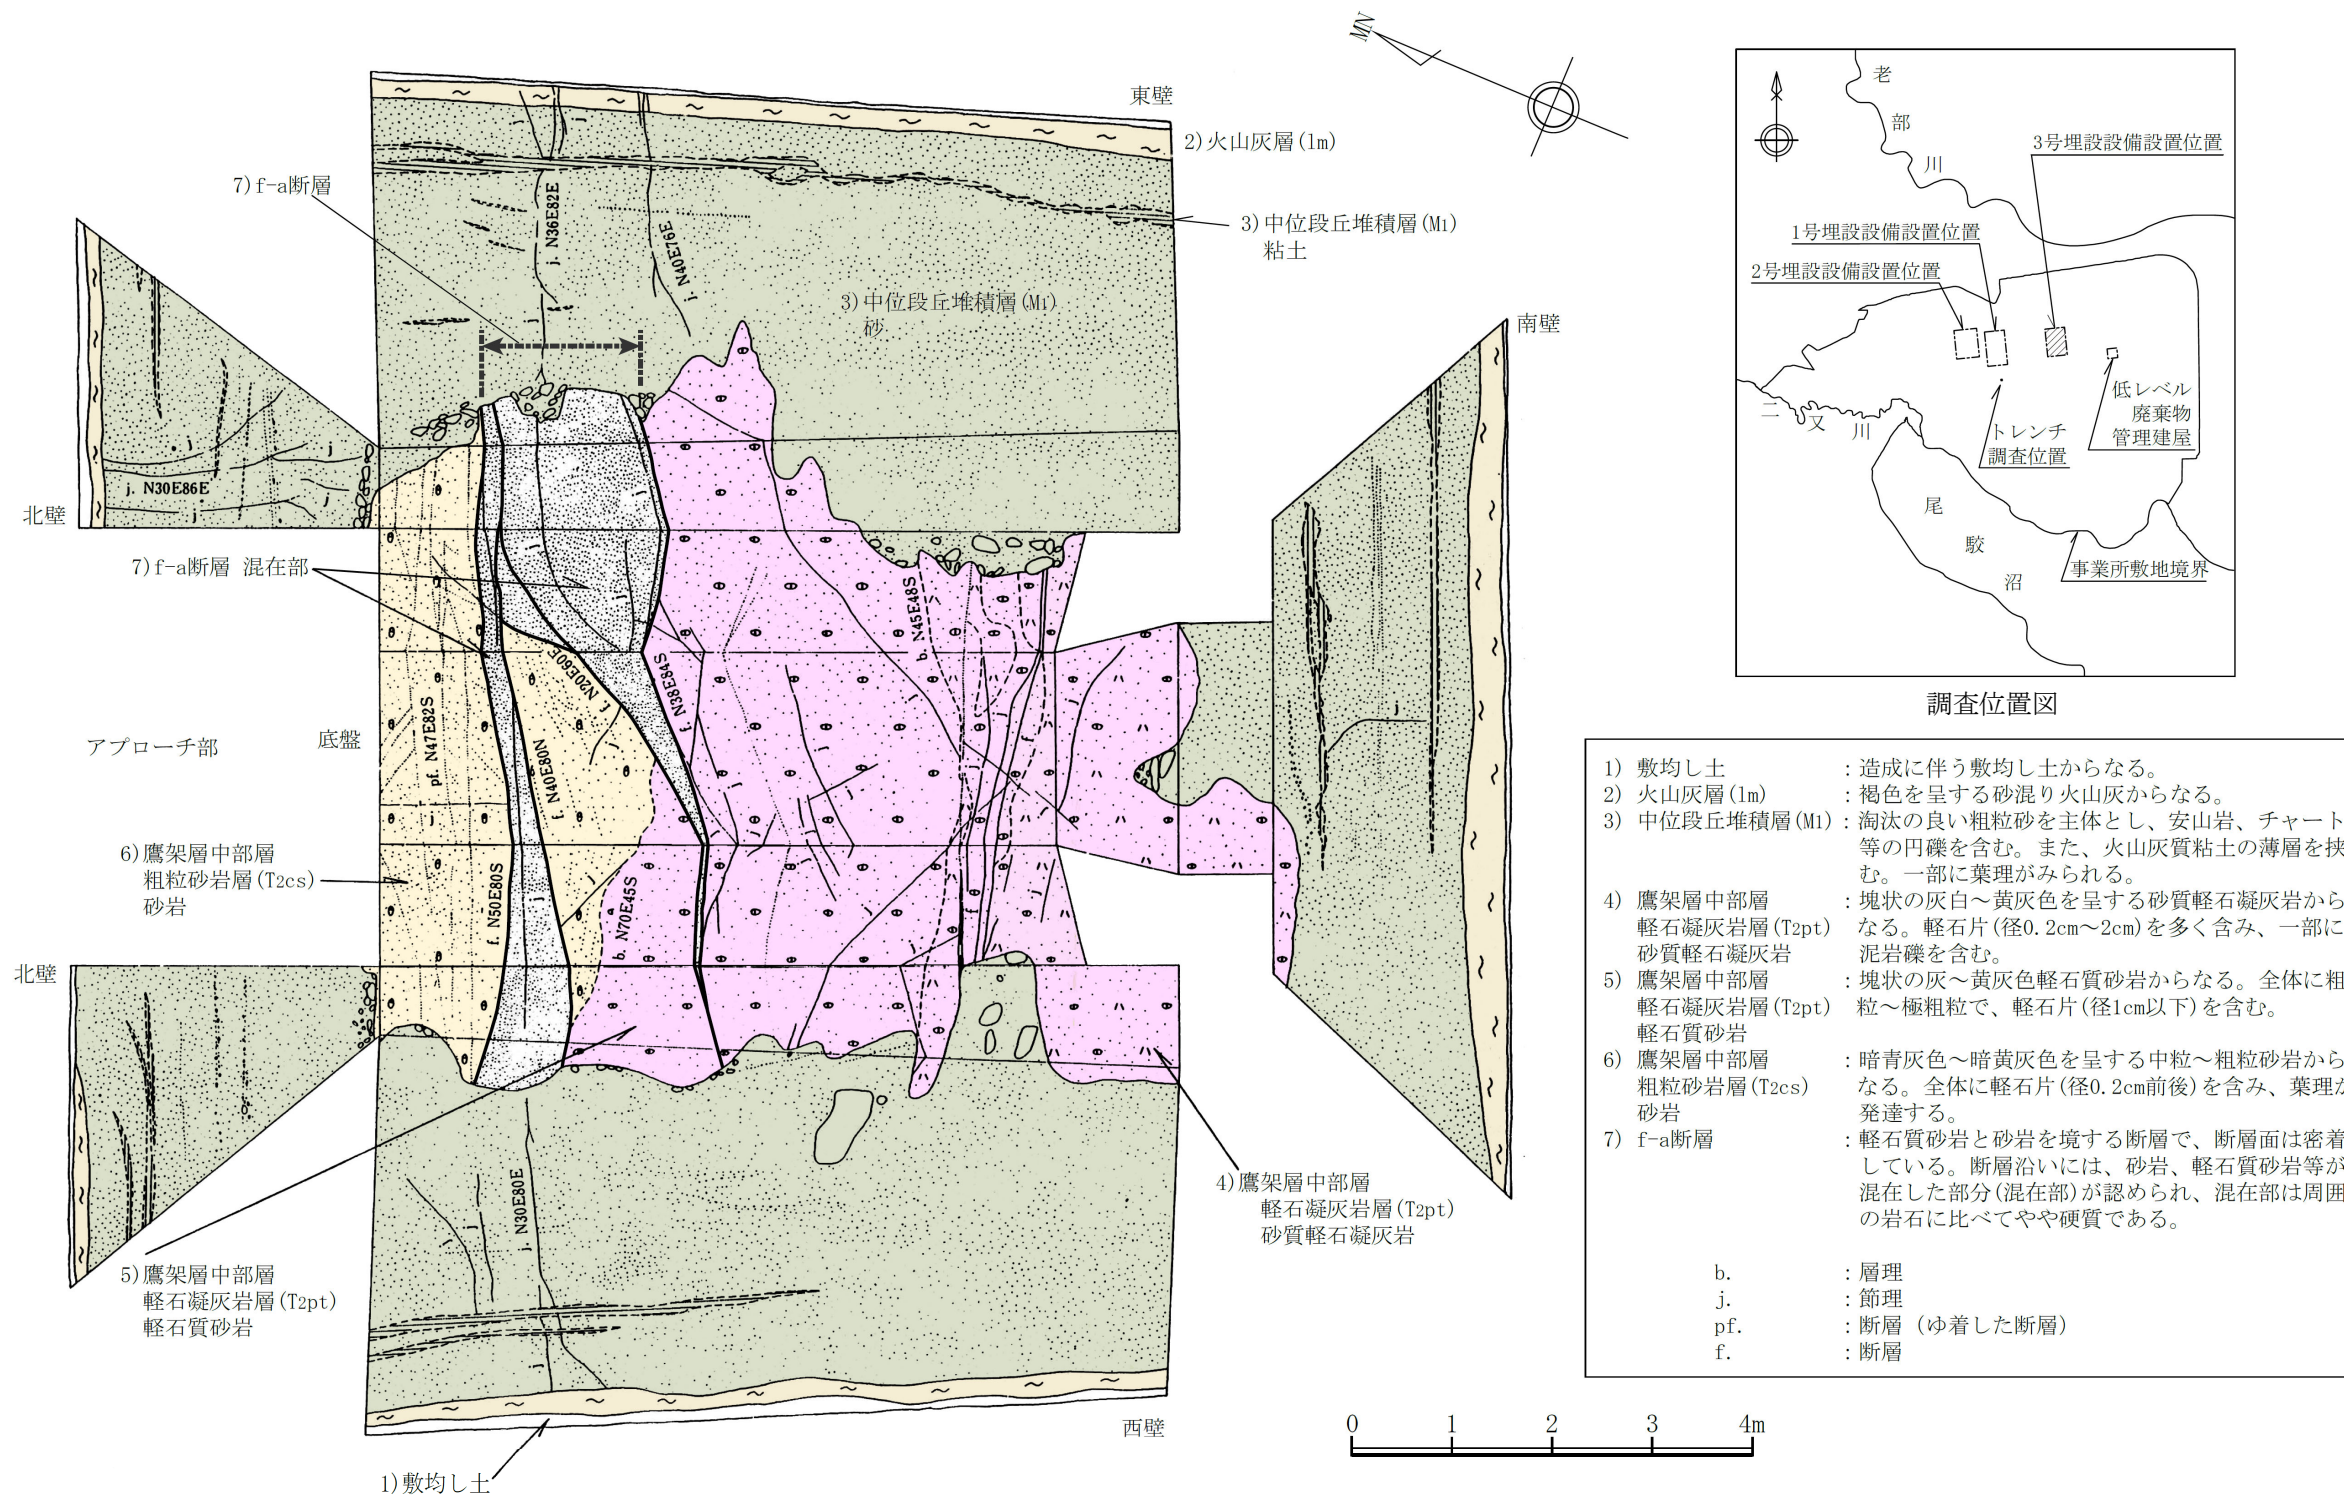 MN
東壁
2)火山灰層(lm)
7)f-a断層
j. N36E82E
j. N40E76E
3)中位段丘堆積層(M1)
粘土
3)中位段丘堆積層(M1)
砂
南壁
j
j
j
j
j. N30E86E
北壁
7)f-a断層 混在部
b. N45E48S
f. N20E60E
f. N38E84S
pf. N47E82S
f. N40E80N
アプローチ部
底盤
6)鷹架層中部層
粗粒砂岩層(T2cs)
砂岩
f. N50E80S
b. N70E45S
北壁
j. N30E80E
4)鷹架層中部層
軽石凝灰岩層(T2pt)
砂質軽石凝灰岩
5)鷹架層中部層
軽石凝灰岩層(T2pt)
軽石質砂岩
西壁
1)敷均し土
0 1 2 3 4m
老
部
川
3号埋設設備設置位置
1号埋設設備設置位置
2号埋設設備設置位置
低レベル
廃棄物
管理建屋
二
又
川
トレンチ
調査位置
尾
駮
沼
事業所敷地境界
調査位置図
1) 敷均し土 : 造成に伴う敷均し土からなる。
2) 火山灰層(lm) : 褐色を呈する砂混り火山灰からなる。
3) 中位段丘堆積層(M1) : 淘汰の良い粗粒砂を主体とし、安山岩、チャート
等の円礫を含む。また、火山灰質粘土の薄層を挟
む。一部に葉理がみられる。
4) 鷹架層中部層 : 塊状の灰白～黄灰色を呈する砂質軽石凝灰岩から
軽石凝灰岩層(T2pt) なる。軽石片(径0.2cm～2cm)を多く含み、一部に
砂質軽石凝灰岩 泥岩礫を含む。
5) 鷹架層中部層 : 塊状の灰～黄灰色軽石質砂岩からなる。全体に粗
軽石凝灰岩層(T2pt) 粒～極粗粒で、軽石片(径1cm以下)を含む。
軽石質砂岩
6) 鷹架層中部層 : 暗青灰色～暗黄灰色を呈する中粒～粗粒砂岩から
粗粒砂岩層(T2cs) なる。全体に軽石片(径0.2cm前後)を含み、葉理が
砂岩 発達する。
7) f-a断層 : 軽石質砂岩と砂岩を境する断層で、断層面は密着
している。断層沿いには、砂岩、軽石質砂岩等が
混在した部分(混在部)が認められ、混在部は周囲
の岩石に比べてやや硬質である。
b. : 層理
j. : 節理
pf. : 断層 (ゆ着した断層)
f. : 断層